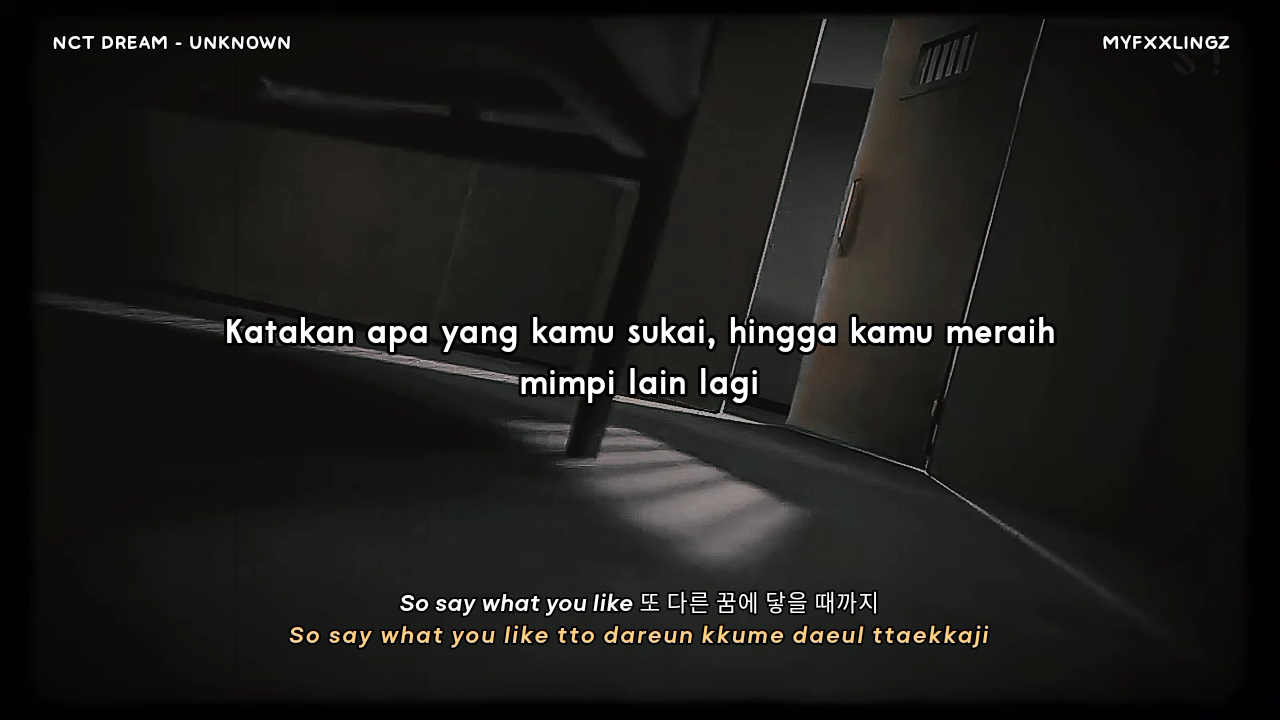 NCT DREAM - UNKNOWN
MYFXXLINGZ
Katakan apa yang kamu sukai, hingga kamu meraih
mimpi lain lagi
So say what you like 또 다른 꿈에 닿을 때까지
So say what you like tto dareun kkume daeul ttaekkaji